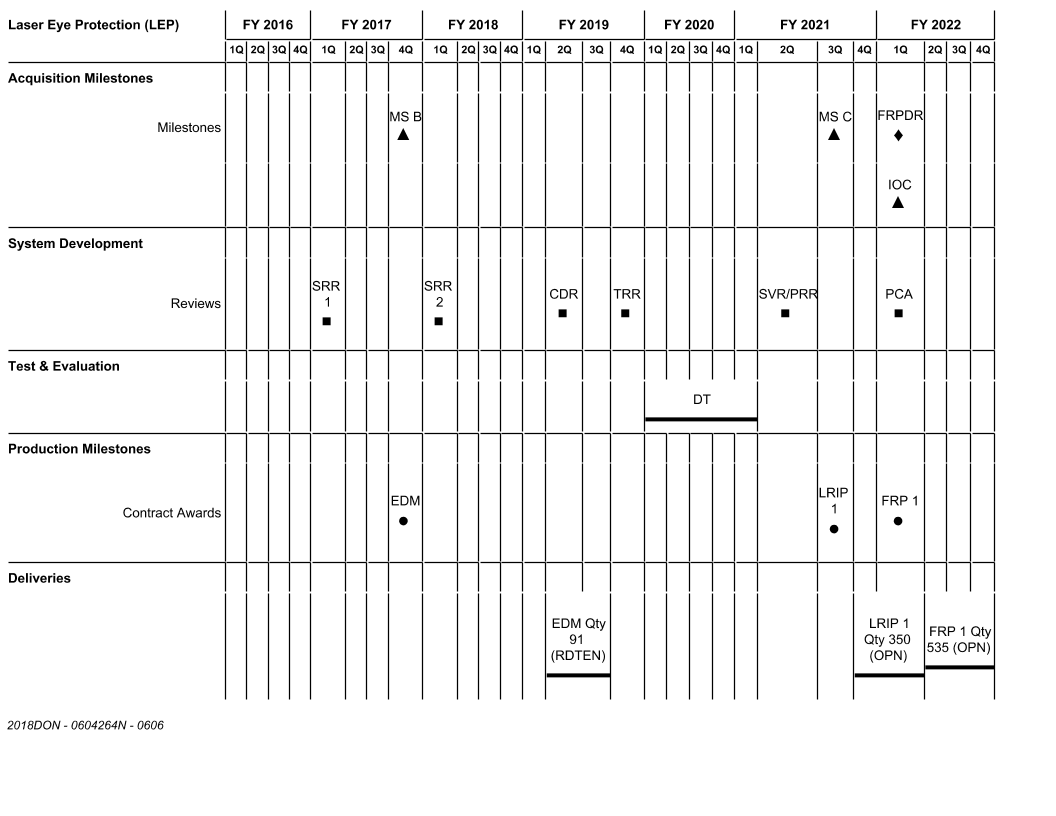 Laser Eye Protection (LEP) FY 2016 FY 2017 FY 2018 FY 2019 FY 2020 FY 2021 FY 2022
1Q 2Q 3Q 4Q 1Q 2Q 3Q 4Q 1Q 2Q 3Q 4Q 1Q 2Q 3Q 4Q 1Q 2Q 3Q 4Q 1Q 2Q 3Q 4Q 1Q 2Q 3Q 4Q
Acquisition Milestones
Milestones MS B MS C FRPDR
IOC
System Development
Reviews SRR 1 SRR 2 CDR TRR SVR/PRR PCA
Test & Evaluation
DT
Production Milestones
Contract Awards EDM LRIP 1 FRP 1
Deliveries
EDM Qty
91
(RDTEN)
LRIP 1
Qty 350
(OPN)
FRP 1 Qty
535 (OPN)
2018DON - 0604264N - 0606